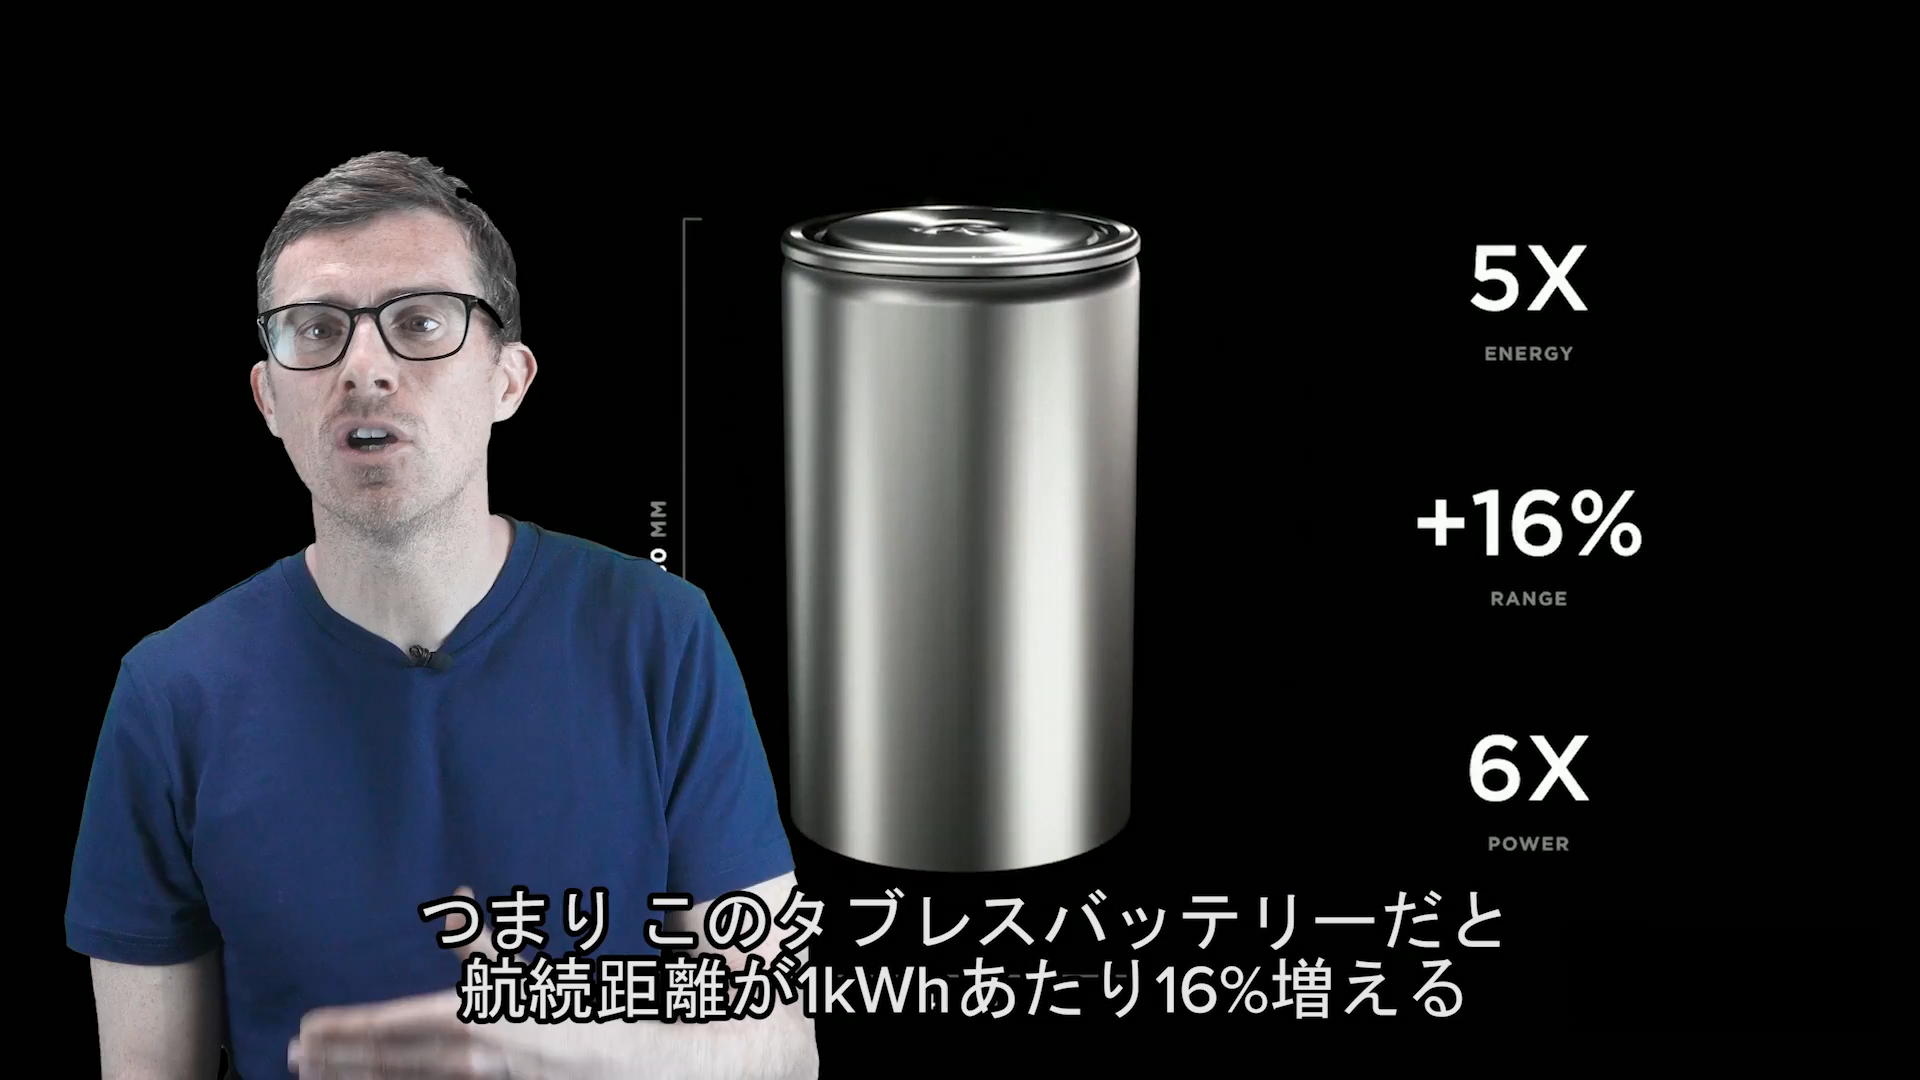 5X
ENERGY
+16%
RANGE
6X
POWER
0 MM
つまり このタブレスバッテリーだと
航続距離が1kWhあたり16%増える